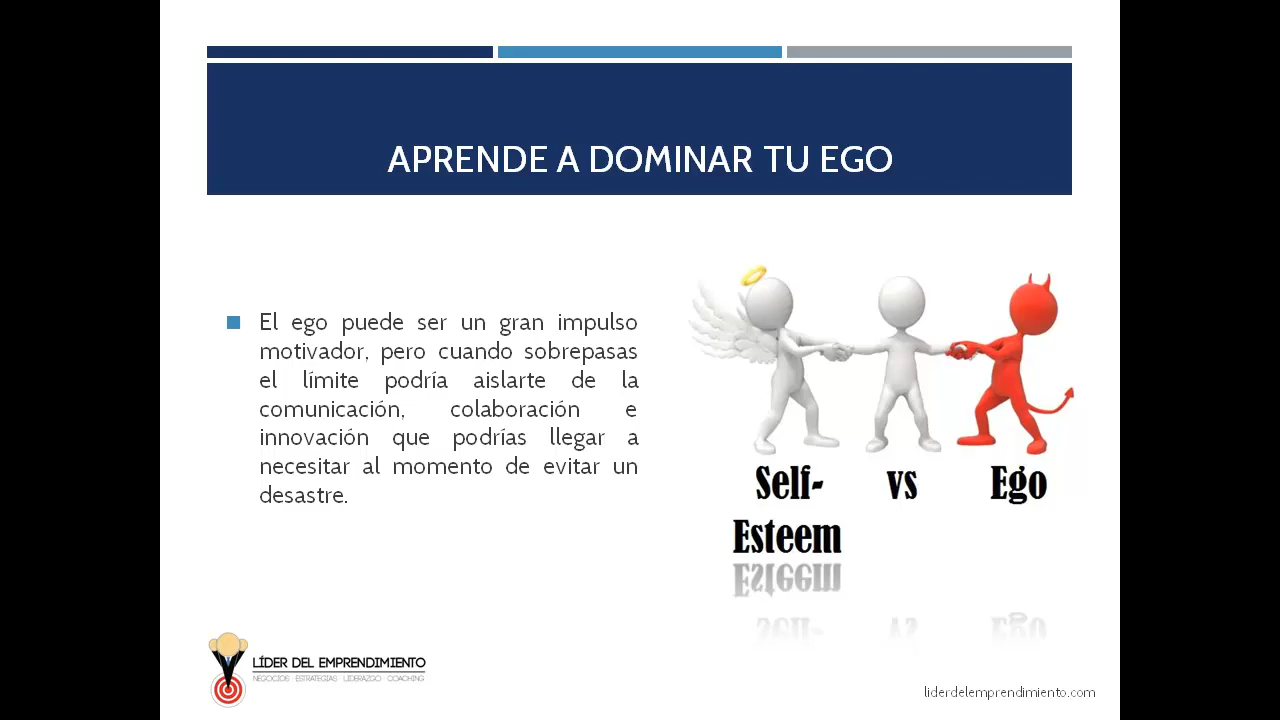 APRENDE A DOMINAR TU EGO
El ego puede ser un gran impulso
motivador, pero cuando sobrepasas
el límite podría aislarte de la
comunicación, colaboración e
innovación que podrías llegar a
necesitar al momento de evitar un
desastre.
Self- vs Ego
Esteem
LÍDER DEL EMPRENDIMIENTO
NEGOCIOS · ESTRATEGIAS · LIDERAZGO · COACHING
liderdelemprendimiento.com